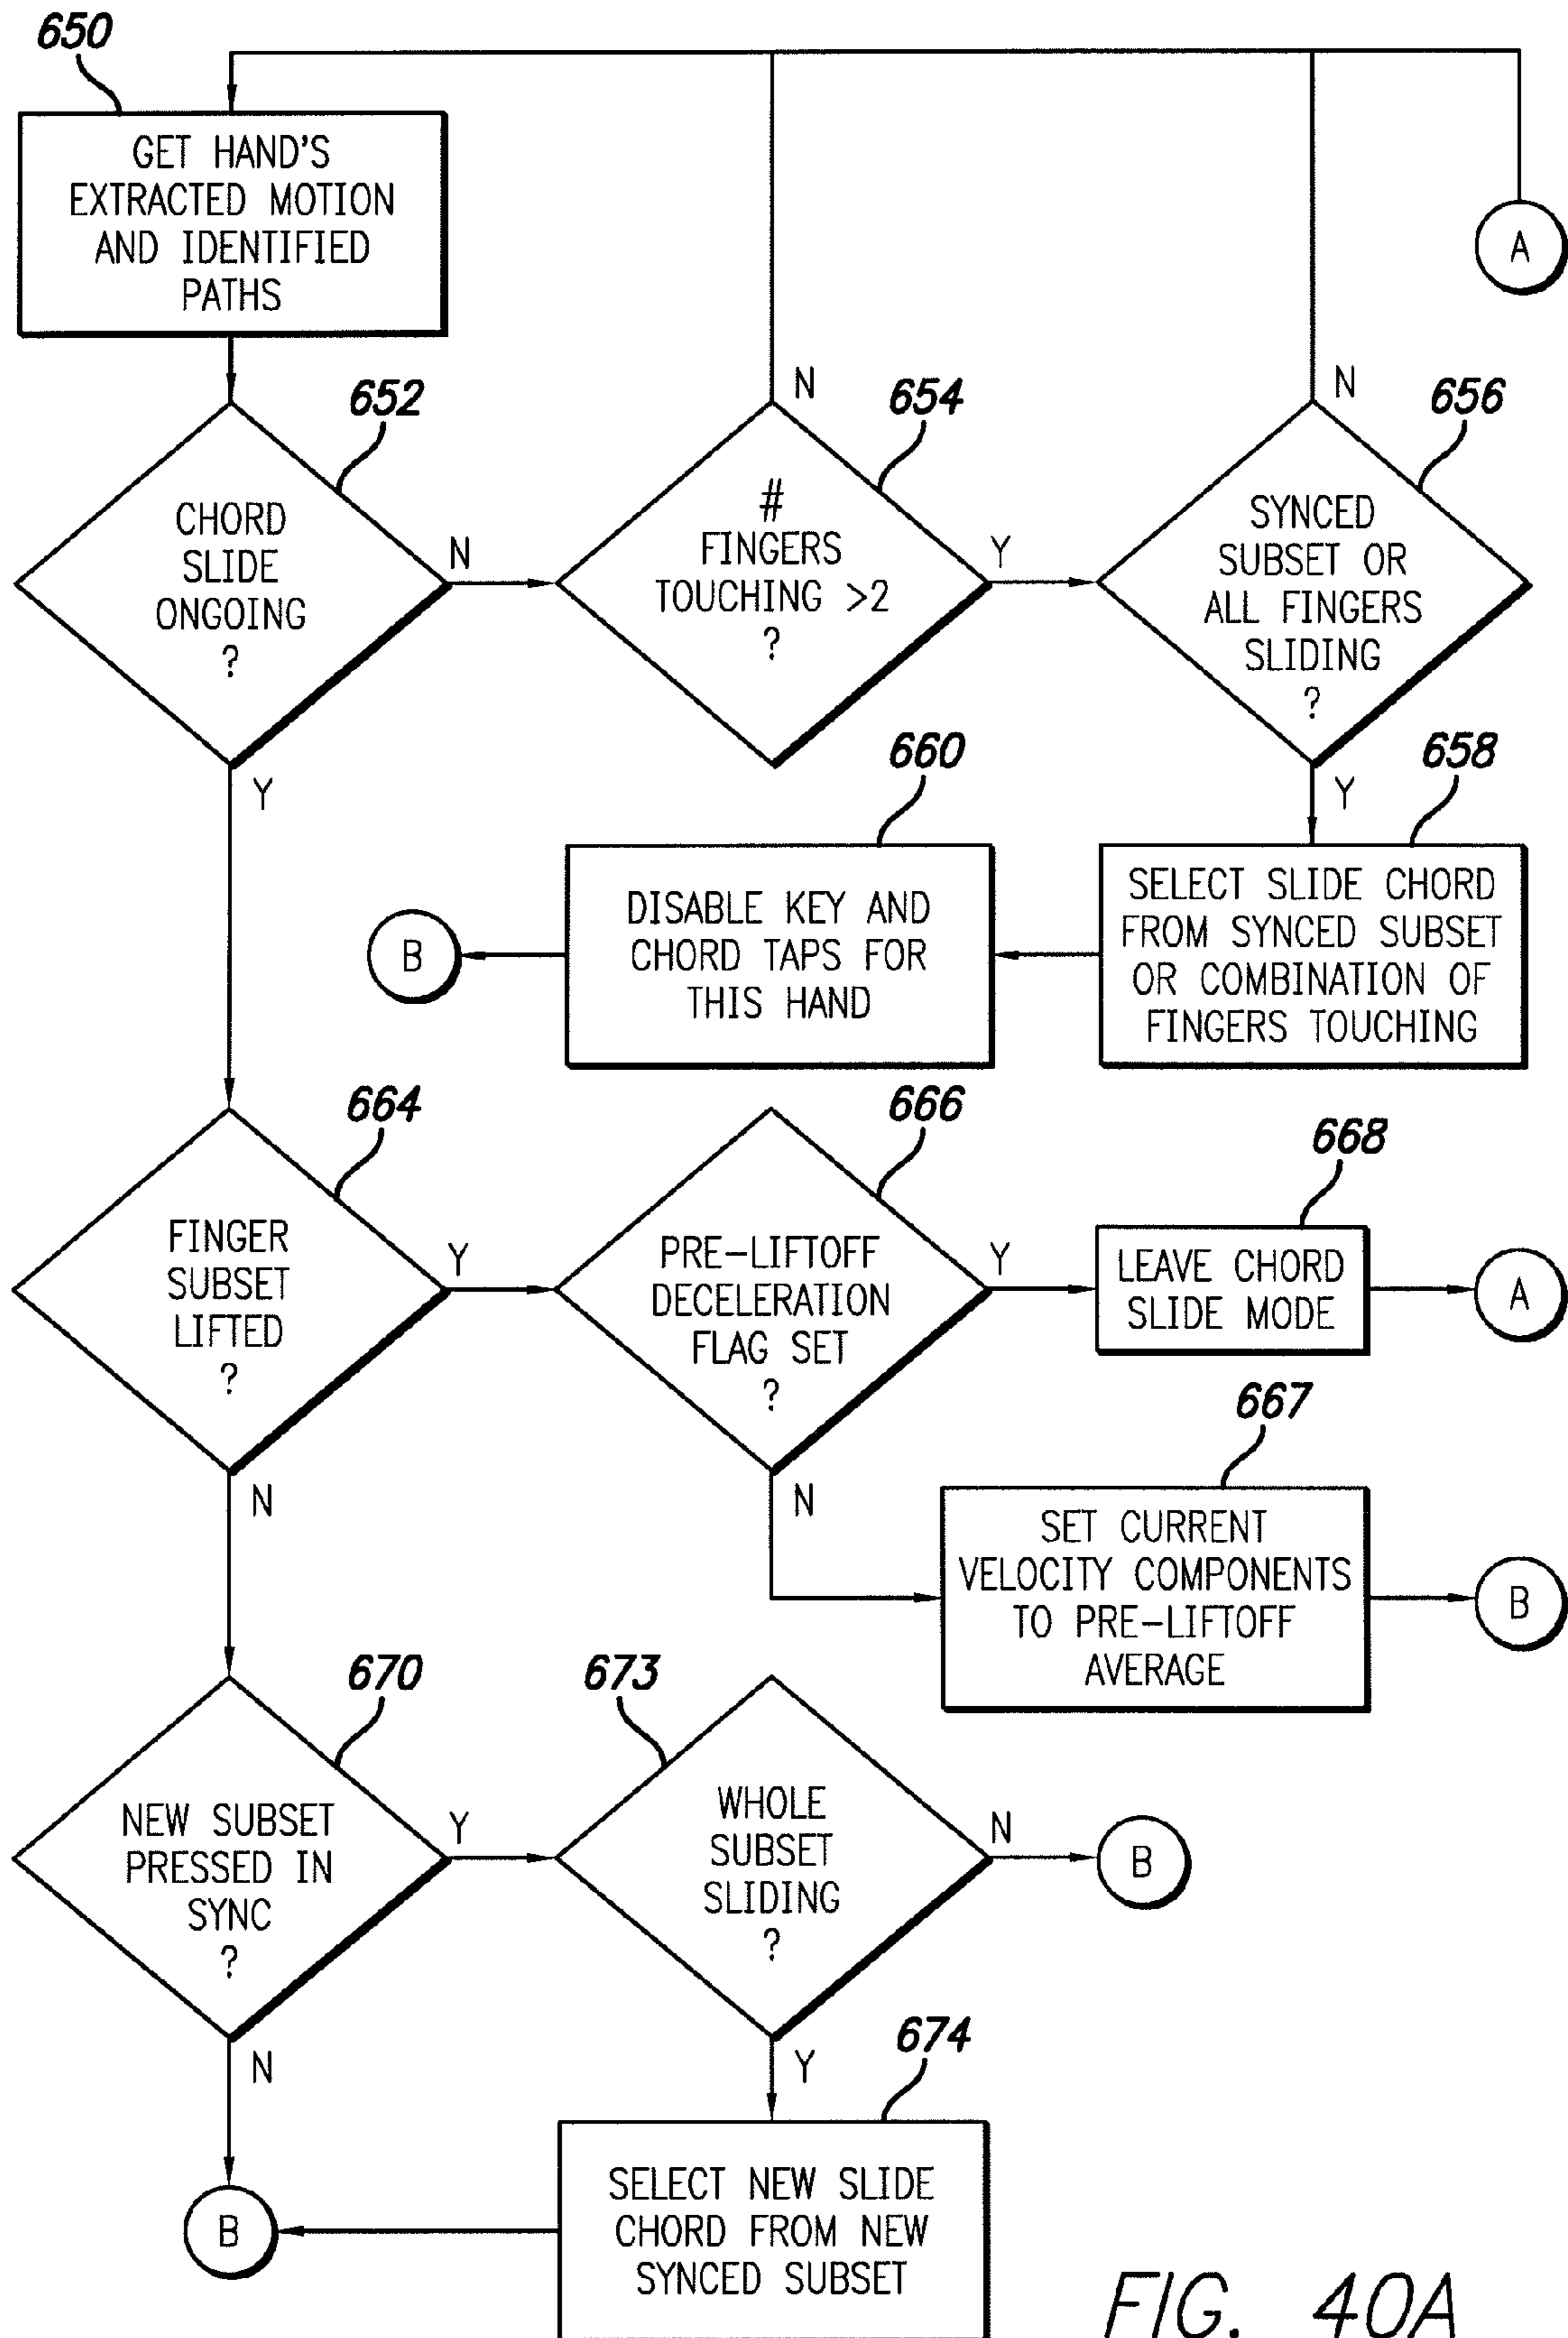 650
GET HAND'S
EXTRACTED MOTION
AND IDENTIFIED
PATHS
A
652
CHORD
SLIDE
ONGOING
?
N
Y
N
654
#
FINGERS
TOUCHING >2
?
Y
N
656
SYNCED
SUBSET OR
ALL FINGERS
SLIDING
?
Y
658
SELECT SLIDE CHORD
FROM SYNCED SUBSET
OR COMBINATION OF
FINGERS TOUCHING
660
DISABLE KEY AND
CHORD TAPS FOR
THIS HAND
B
664
FINGER
SUBSET
LIFTED
?
Y
N
666
PRE-LIFTOFF
DECELERATION
FLAG SET
?
Y
N
668
LEAVE CHORD
SLIDE MODE
A
667
SET CURRENT
VELOCITY COMPONENTS
TO PRE-LIFTOFF
AVERAGE
B
670
NEW SUBSET
PRESSED IN
SYNC
?
Y
N
673
WHOLE
SUBSET
SLIDING
?
N
B
Y
674
SELECT NEW SLIDE
CHORD FROM NEW
SYNCED SUBSET
B
FIG. 40A